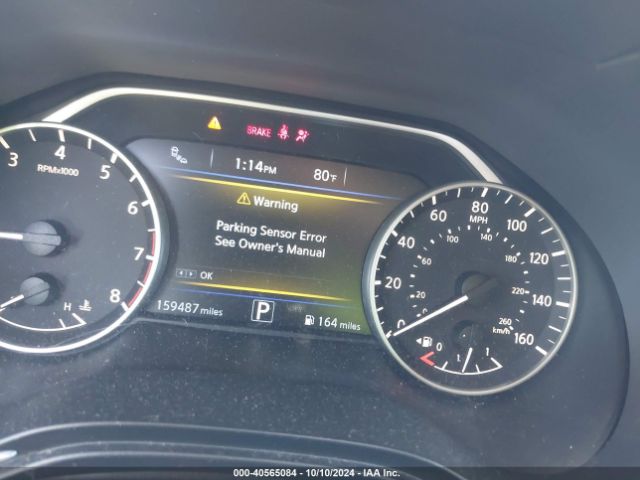 BRAKE
1:14PM 80°F
Warning
Parking Sensor Error
See Owner's Manual
OK
159487 miles P 164 miles
3 4 5 6 7 8
RPMx1000
H
0 20 40 60 80 100 120 140 160
MPH
20 60 100 140 180 220 260
km/h
0 1
000-40565084 - 10/10/2024 - IAA Inc.